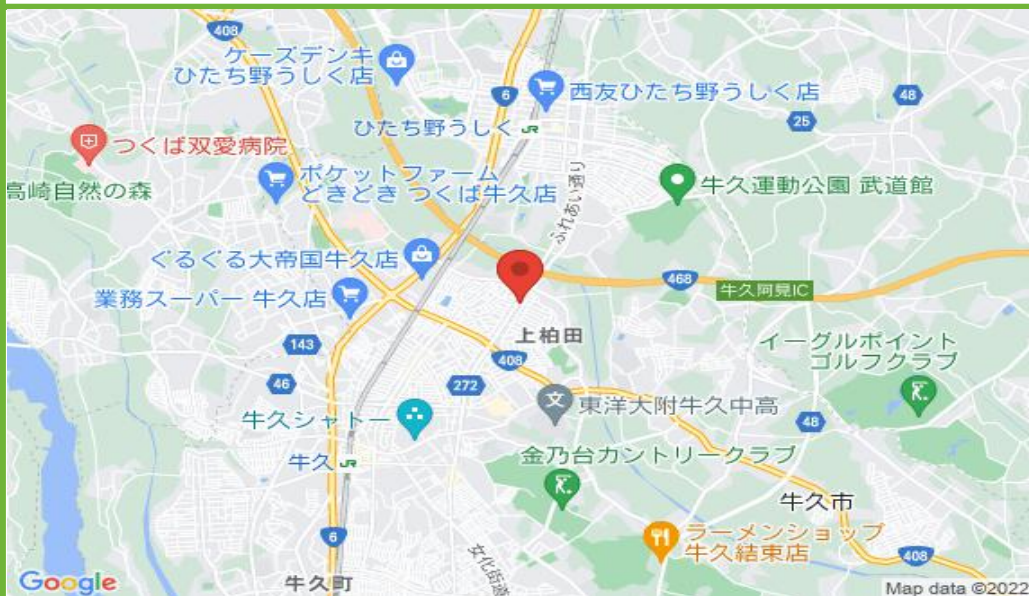 408
ケーズデンキ
ひたち野うしく店
6
西友ひたち野うしく店
48
25
ひたち野うしく JR
つくば双愛病院
高崎自然の森
ポケットファーム
どきどき つくば牛久店
ふれあい通り
牛久運動公園 武道館
ぐるぐる大帝国牛久店
468
牛久阿見IC
業務スーパー 牛久店
上柏田
143
408
イーグルポイント
ゴルフクラブ
46
272
牛久シャトー
東洋大附牛久中高
48
牛久 JR
金乃台カントリークラブ
牛久市
6
ラーメンショップ
牛久結束店
408
女化街道
牛久町
Google
Map data ©2022